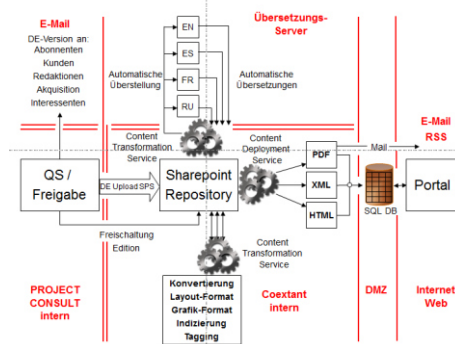 E-Mail
DE-Version an:
Abonnenten
Kunden
Redaktionen
Akquisition
Interessenten
EN
ES
FR
RU
Automatische
Überstellung
Automatische
Übersetzungen
Übersetzungs-
Server
Content
Transformation
Service
Content
Deployment
Service
E-Mail
RSS
Mail
QS /
Freigabe
DE Upload SPS
Sharepoint
Repository
PDF
XML
HTML
SQL DB
Portal
Freischaltung
Edition
Content
Transformation
Service
Konvertierung
Layout-Format
Grafik-Format
Indizierung
Tagging
PROJECT
CONSULT
intern
Coextant
intern
DMZ
Internet
Web